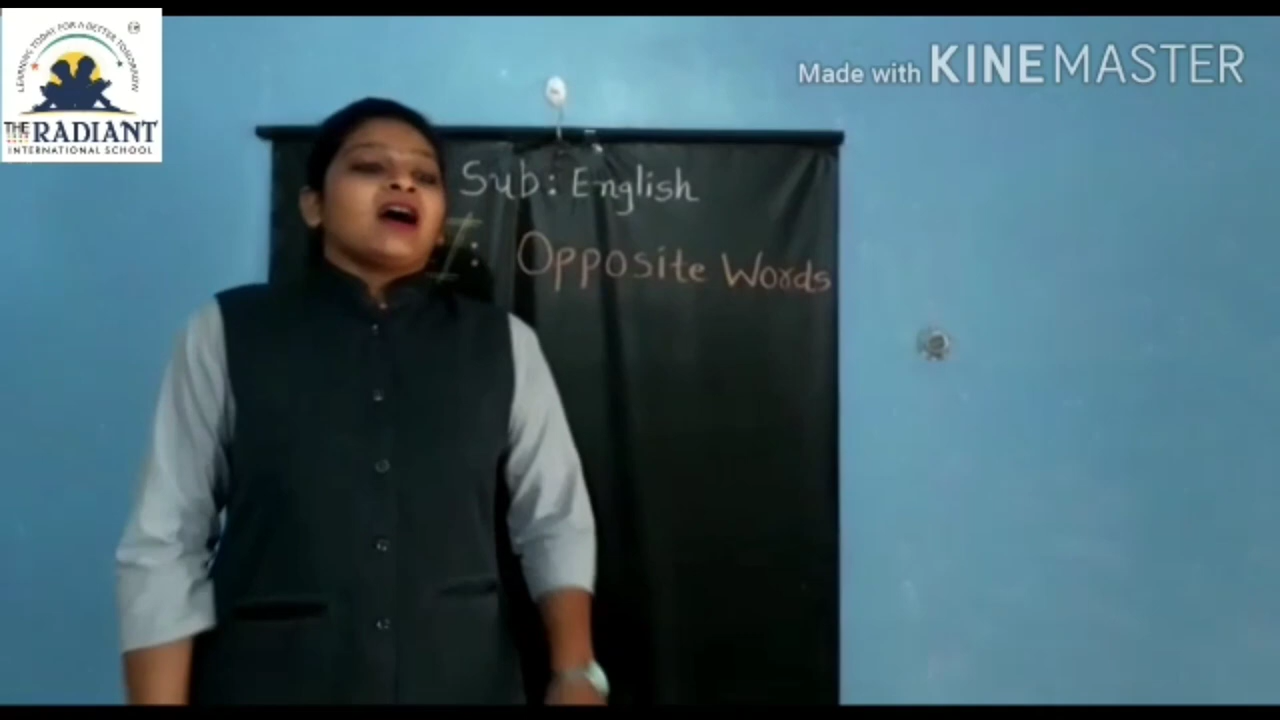 LEARNING TODAY FOR A BETTER TOMORROW
THE RADIANT
INTERNATIONAL SCHOOL
Made with KINEMASTER
Sub: English
I: Opposite Words